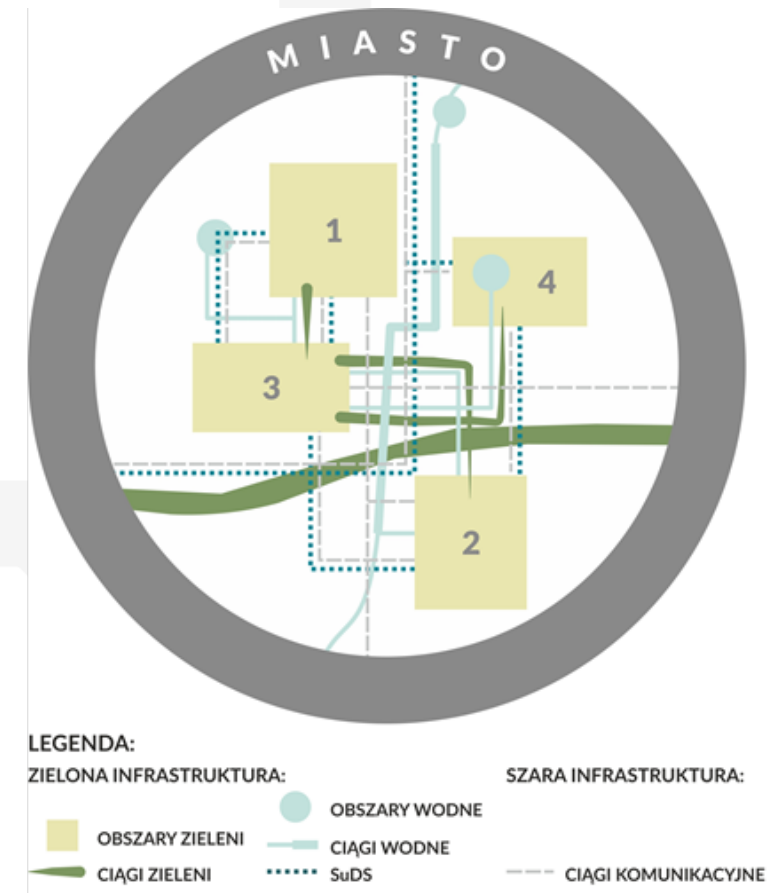 MIASTO
1
4
3
2
LEGENDA:
ZIELONA INFRASTRUKTURA:
SZARA INFRASTRUKTURA:
OBSZARY ZIELENI
OBSZARY WODNE
CIĄGI WODNE
CIĄGI ZIELENI
SuDS
CIĄGI KOMUNIKACYJNE